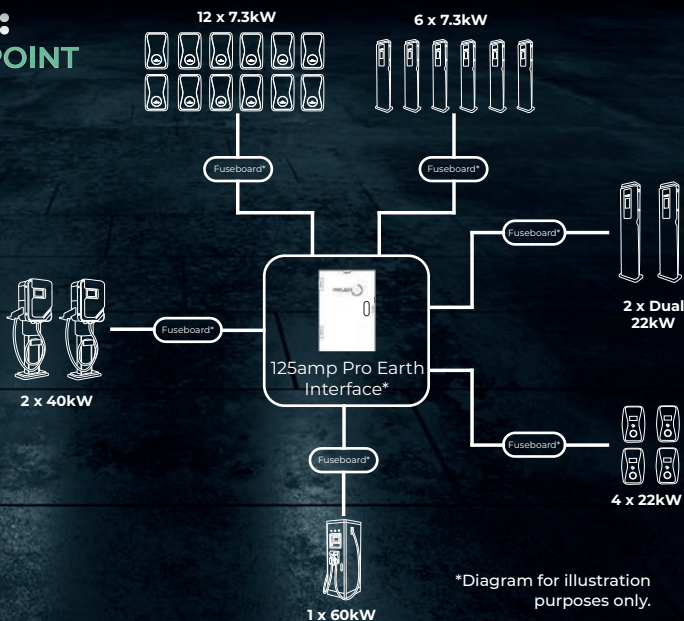 POINT
12 x 7.3kW
6 x 7.3kW
Fuseboard*
Fuseboard*
Fuseboard*
2 x Dual
22kW
Fuseboard*
125amp Pro Earth
Interface*
2 x 40kW
Fuseboard*
4 x 22kW
Fuseboard*
1 x 60kW
*Diagram for illustration
purposes only.